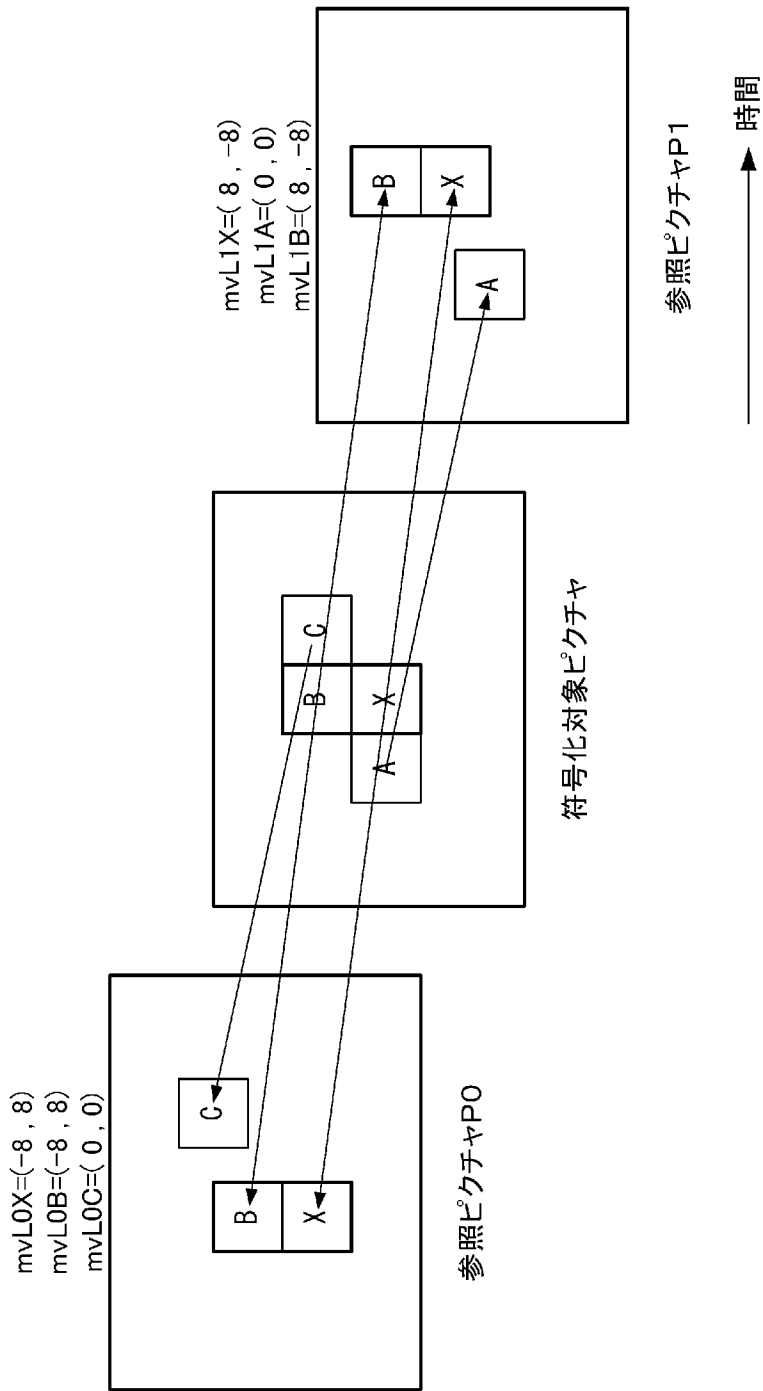 mvL0X=(-8 , 8)
mvL0B=(-8 , 8)
mvL0C=( 0 , 0)
C
B
X
参照ピクチャP0
B
C
A
X
符号化対象ピクチャ
mvL1X=( 8 , -8)
mvL1A=( 0 , 0)
mvL1B=( 8 , -8)
B
X
A
参照ピクチャP1
時間